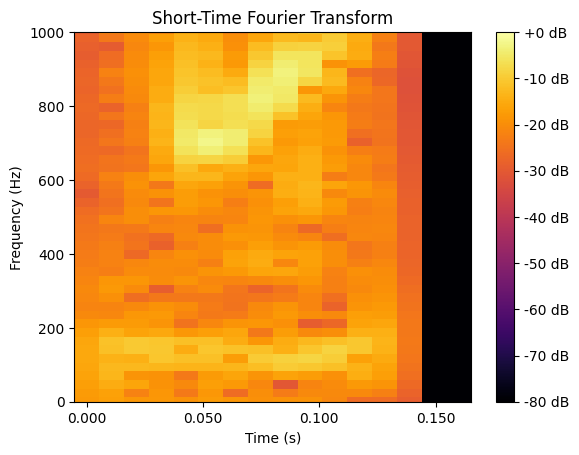 Short-Time Fourier Transform
1000
800
600
400
200
0
Frequency (Hz)
0.000
0.050
0.100
0.150
Time (s)
+0 dB
-10 dB
-20 dB
-30 dB
-40 dB
-50 dB
-60 dB
-70 dB
-80 dB